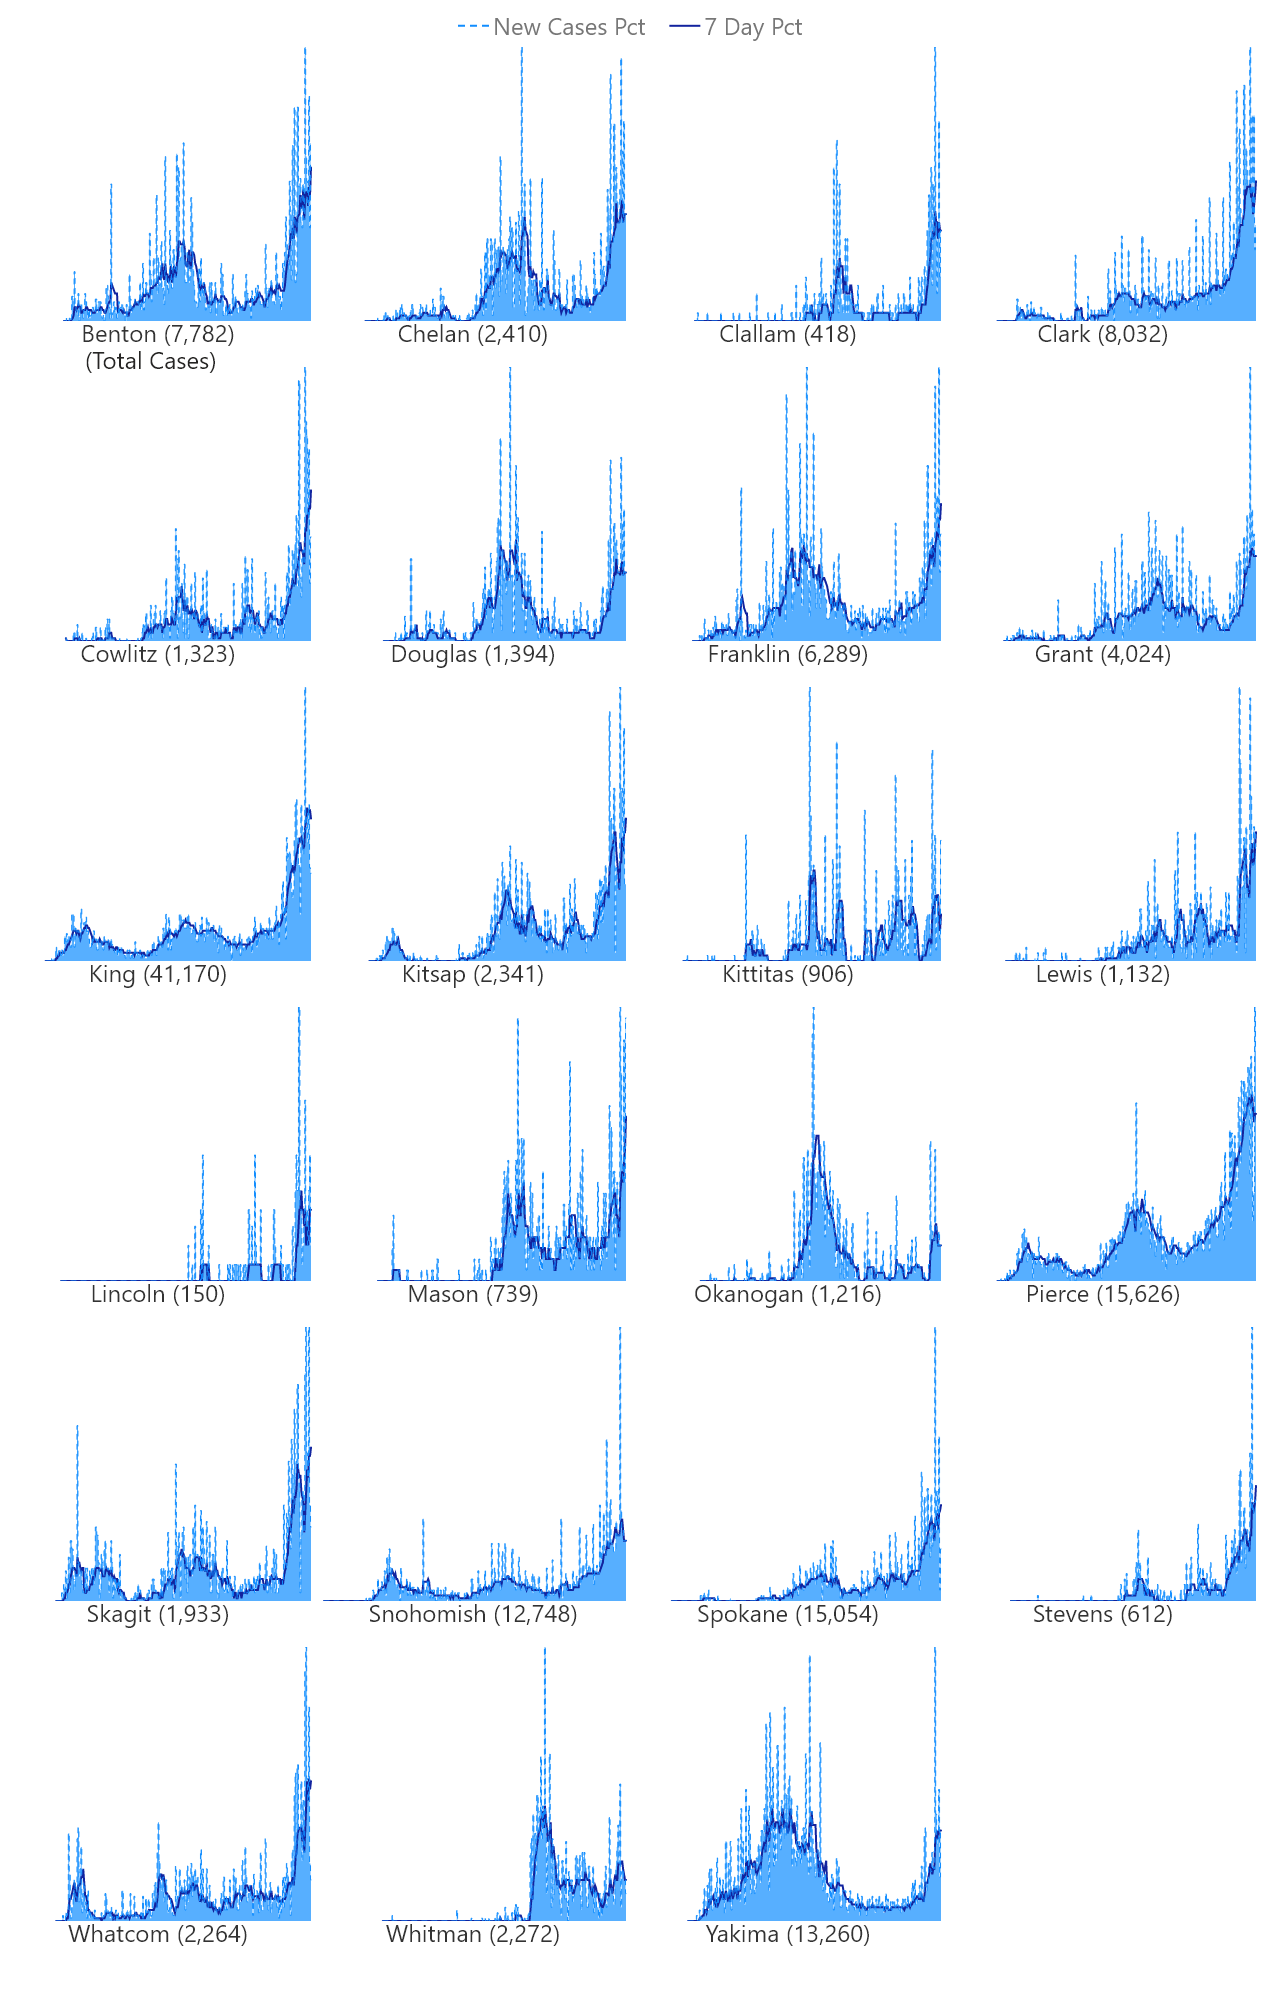 New Cases Pct 7 Day Pct
Benton (7,782) Chelan (2,410) Clallam (418) Clark (8,032)
(Total Cases)
Cowlitz (1,323) Douglas (1,394) Franklin (6,289) Grant (4,024)
King (41,170) Kitsap (2,341) Kittitas (906) Lewis (1,132)
Lincoln (150) Mason (739) Okanogan (1,216) Pierce (15,626)
Skagit (1,933) Snohomish (12,748) Spokane (15,054) Stevens (612)
Whatcom (2,264) Whitman (2,272) Yakima (13,260)